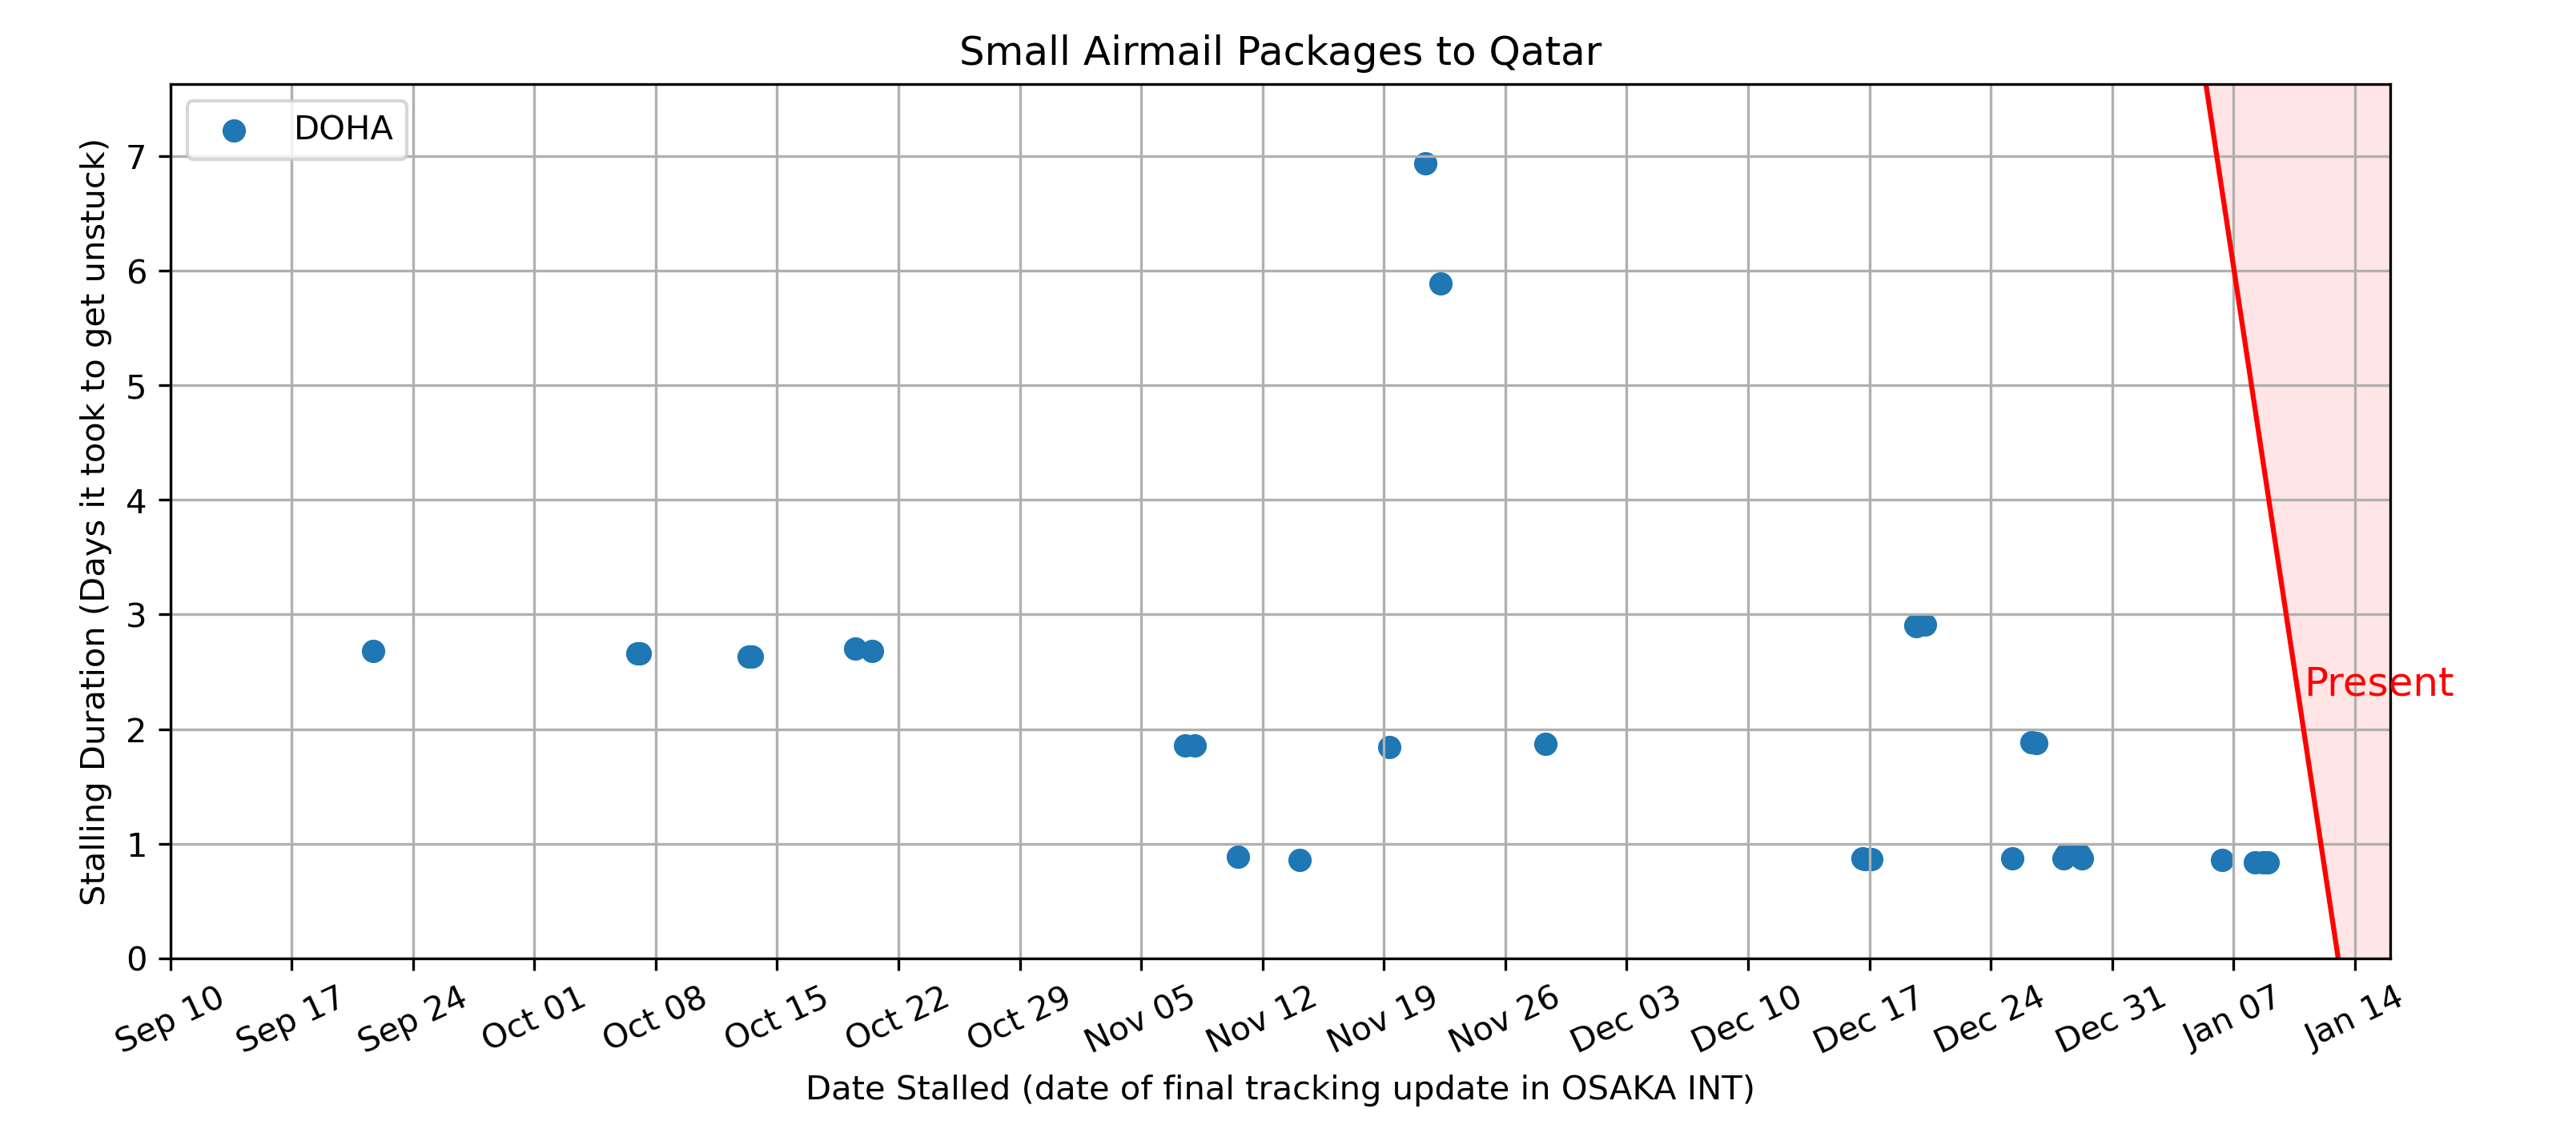 Small Airmail Packages to Qatar
DOHA
Stalling Duration (Days it took to get unstuck)
7
6
5
4
3
2
1
0
Present
Sep 10
Sep 17
Sep 24
Oct 01
Oct 08
Oct 15
Oct 22
Oct 29
Nov 05
Nov 12
Nov 19
Nov 26
Dec 03
Dec 10
Dec 17
Dec 24
Dec 31
Jan 07
Jan 14
Date Stalled (date of final tracking update in OSAKA INT)